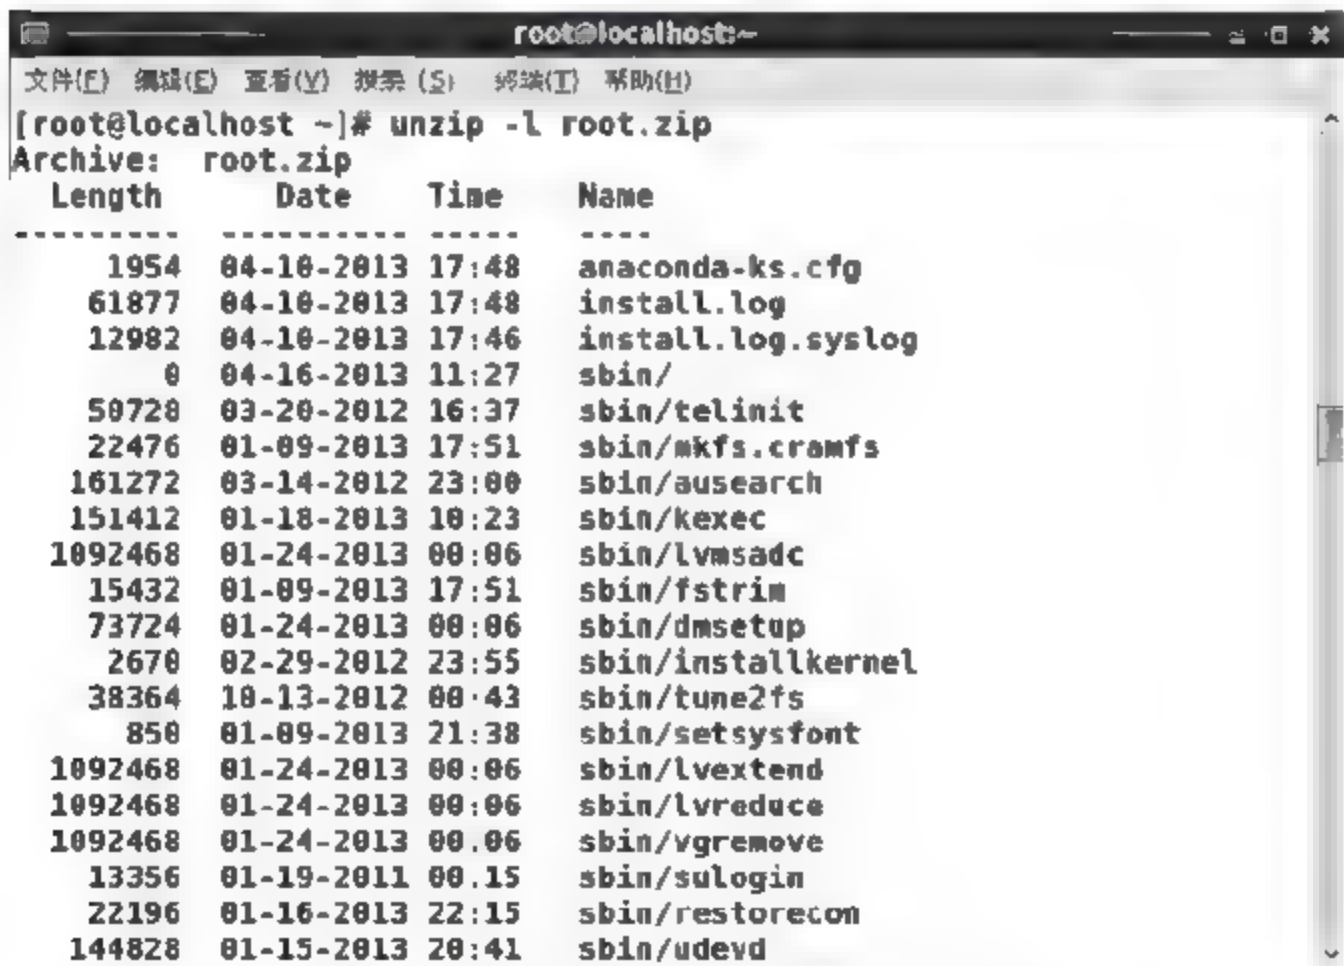 root@localhost:~
文件(F) 编辑(E) 查看(V) 搜索 (S) 终端(T) 帮助(H)
[root@localhost ~]# unzip -l root.zip
Archive:  root.zip
  Length      Date    Time    Name
---------  ---------- -----   ----
     1954  04-10-2013 17:48   anaconda-ks.cfg
    61877  04-10-2013 17:48   install.log
    12982  04-10-2013 17:46   install.log.syslog
        0  04-16-2013 11:27   sbin/
    50728  03-20-2012 16:37   sbin/telinit
    22476  01-09-2013 17:51   sbin/mkfs.cramfs
   161272  03-14-2012 23:00   sbin/ausearch
   151412  01-18-2013 10:23   sbin/kexec
  1092468  01-24-2013 00:06   sbin/lvmsadc
    15432  01-09-2013 17:51   sbin/fstrim
    73724  01-24-2013 00:06   sbin/dmsetup
     2670  02-29-2012 23:55   sbin/installkernel
    38364  10-13-2012 00:43   sbin/tune2fs
      850  01-09-2013 21:38   sbin/setsysfont
  1092468  01-24-2013 00:06   sbin/lvextend
  1092468  01-24-2013 00:06   sbin/lvreduce
  1092468  01-24-2013 00:06   sbin/vgremove
    13356  01-19-2011 00:15   sbin/sulogin
    22196  01-16-2013 22:15   sbin/restorecon
   144828  01-15-2013 20:41   sbin/udevd